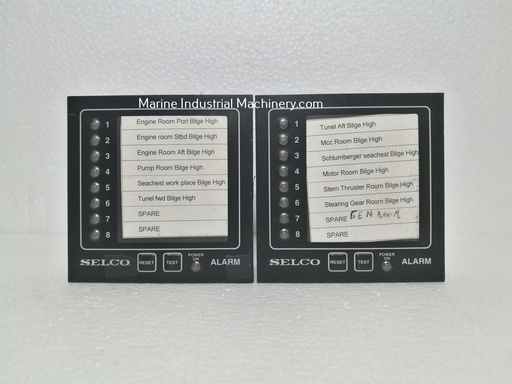 Marine Industrial Machinery.com
1 Engine Room Port Bilge High
2 Engine room Stbd Bilge High
3 Engine Room Aft Bilge High
4 Pump Room Bilge High
5 Seachest work place Bilge High
6 Tunel fwd Bilge High
7 SPARE
8 SPARE
SELCO RESET TEST POWER ON ALARM
1 Tunel Aft Bilge High
2 Mcc Room Bilge High
3 Schlumberger seachest Bilge High
4 Motor Room Bilge High
5 Stern Thruster Room Bilge High
6 Stearing Gear Room Bilge High
7 SPARE GEN ROOM
8 SPARE
SELCO RESET TEST POWER ON ALARM